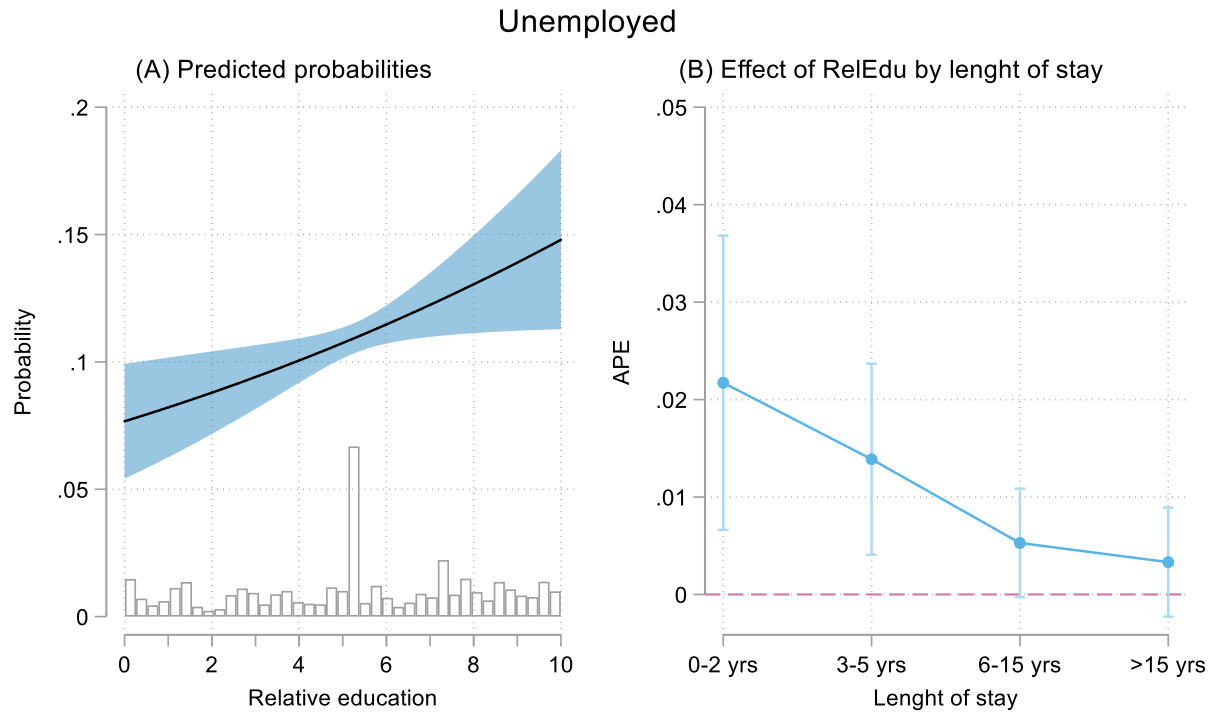 Unemployed
(A) Predicted probabilities
.2
.15
.1
.05
0
Probability
0 2 4 6 8 10
Relative education
(B) Effect of RelEdu by lenght of stay
.05
.04
.03
.02
.01
0
APE
0-2 yrs 3-5 yrs 6-15 yrs >15 yrs
Lenght of stay